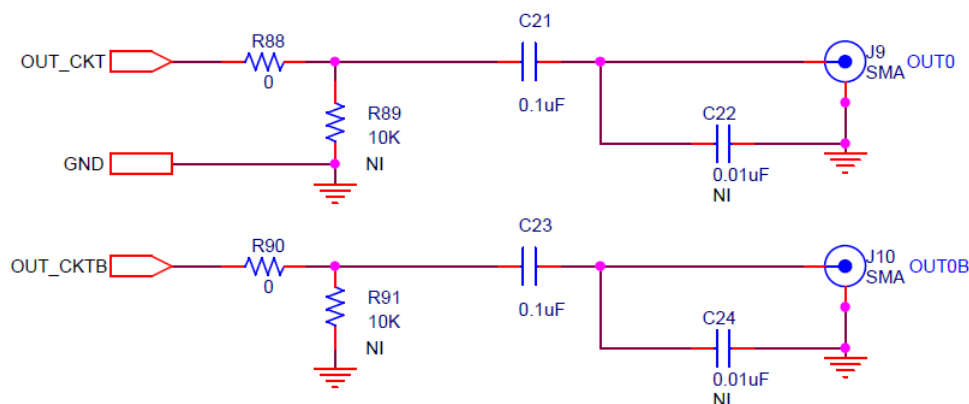 C21
R88
J9
OUT_CKT
SMA
OUT0
0
0.1uF
R89
C22
10K
GND
NI
0.01uF
NI
C23
R90
J10
OUT_CKTB
SMA
OUT0B
0
R91
0.1uF
10K
C24
NI
0.01uF
NI